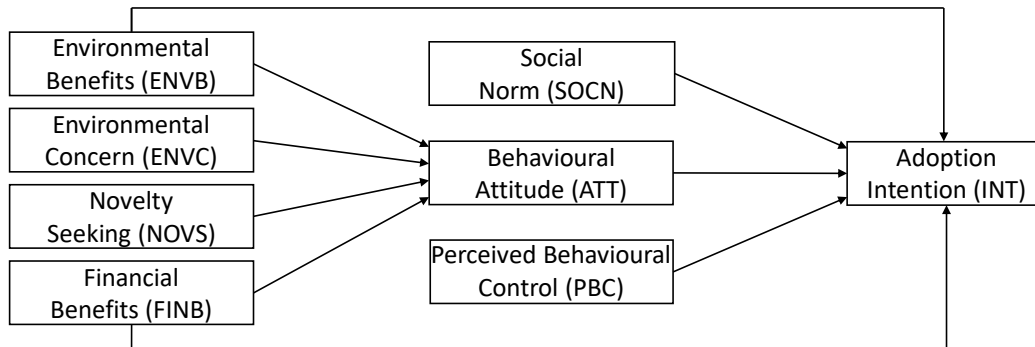 Environmental
Benefits (ENVB)
Environmental
Concern (ENVC)
Novelty
Seeking (NOVS)
Financial
Benefits (FINB)
Social
Norm (SOCN)
Behavioural
Attitude (ATT)
Perceived Behavioural
Control (PBC)
Adoption
Intention (INT)